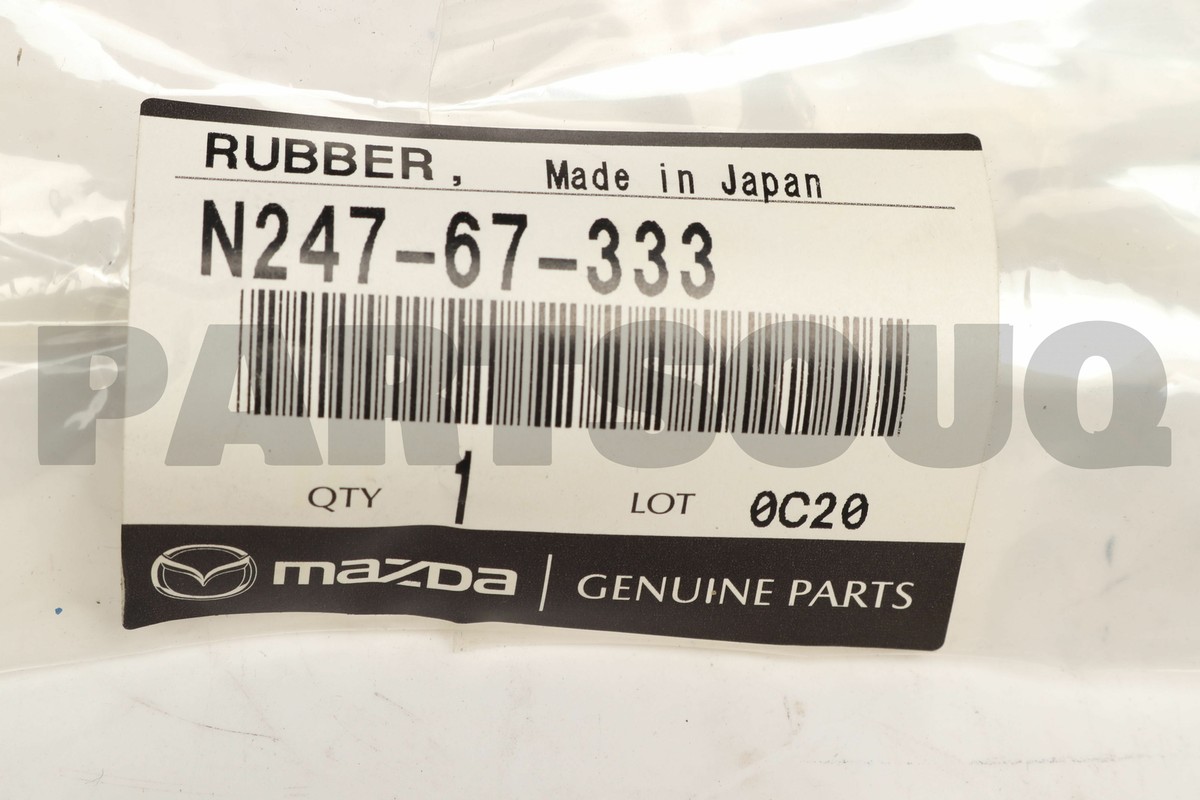 RUBBER, Made in Japan
N247-67-333
PARTSOUQ
QTY 1 LOT 0C20
mazda GENUINE PARTS